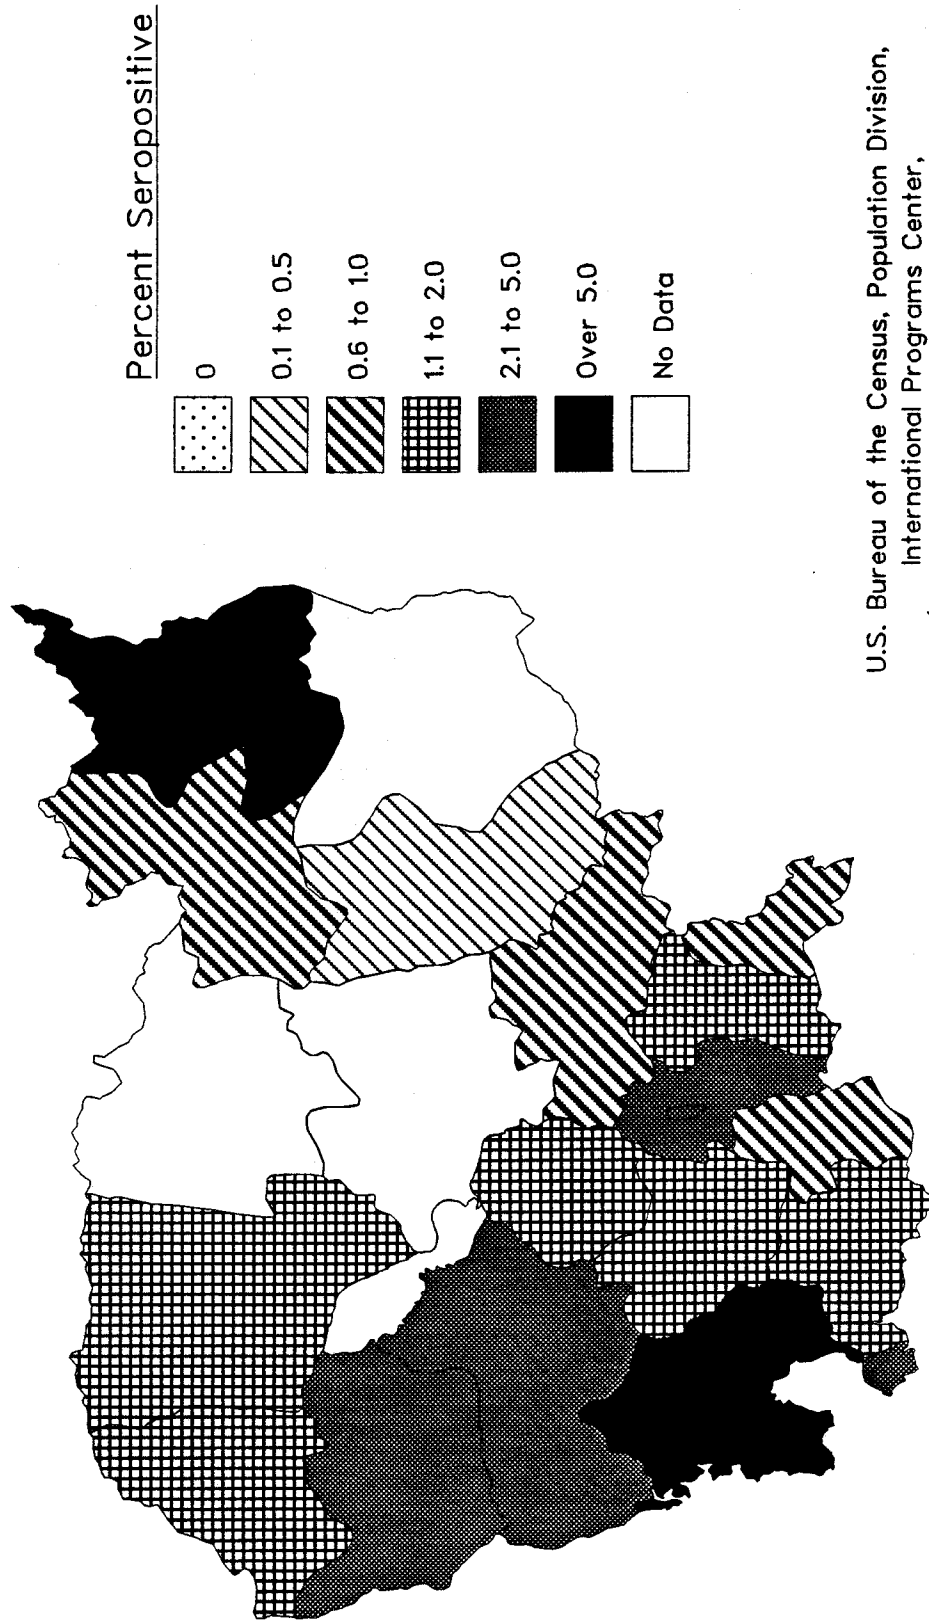 Percent Seropositive
0
0.1 to 0.5
0.6 to 1.0
1.1 to 2.0
2.1 to 5.0
Over 5.0
No Data
U.S. Bureau of the Census, Population Division,
International Programs Center,